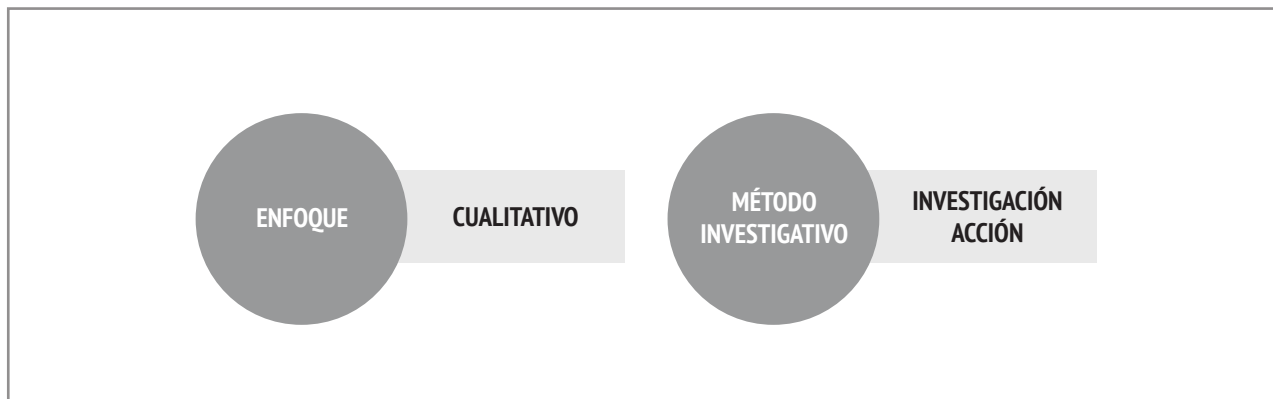 ENFOQUE
CUALITATIVO
MÉTODO
INVESTIGATIVO
INVESTIGACIÓN
ACCIÓN